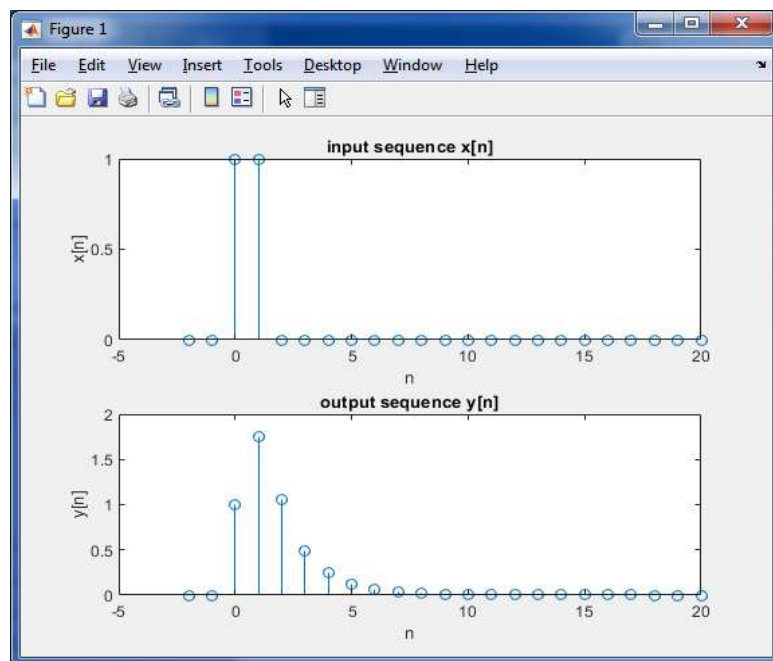 Figure 1
File Edit View Insert Tools Desktop Window Help
input sequence x[n]
1
0.5
0
x[n]
-5 0 5 10 15 20
n
output sequence y[n]
2
1.5
1
0.5
0
y[n]
-5 0 5 10 15 20
n